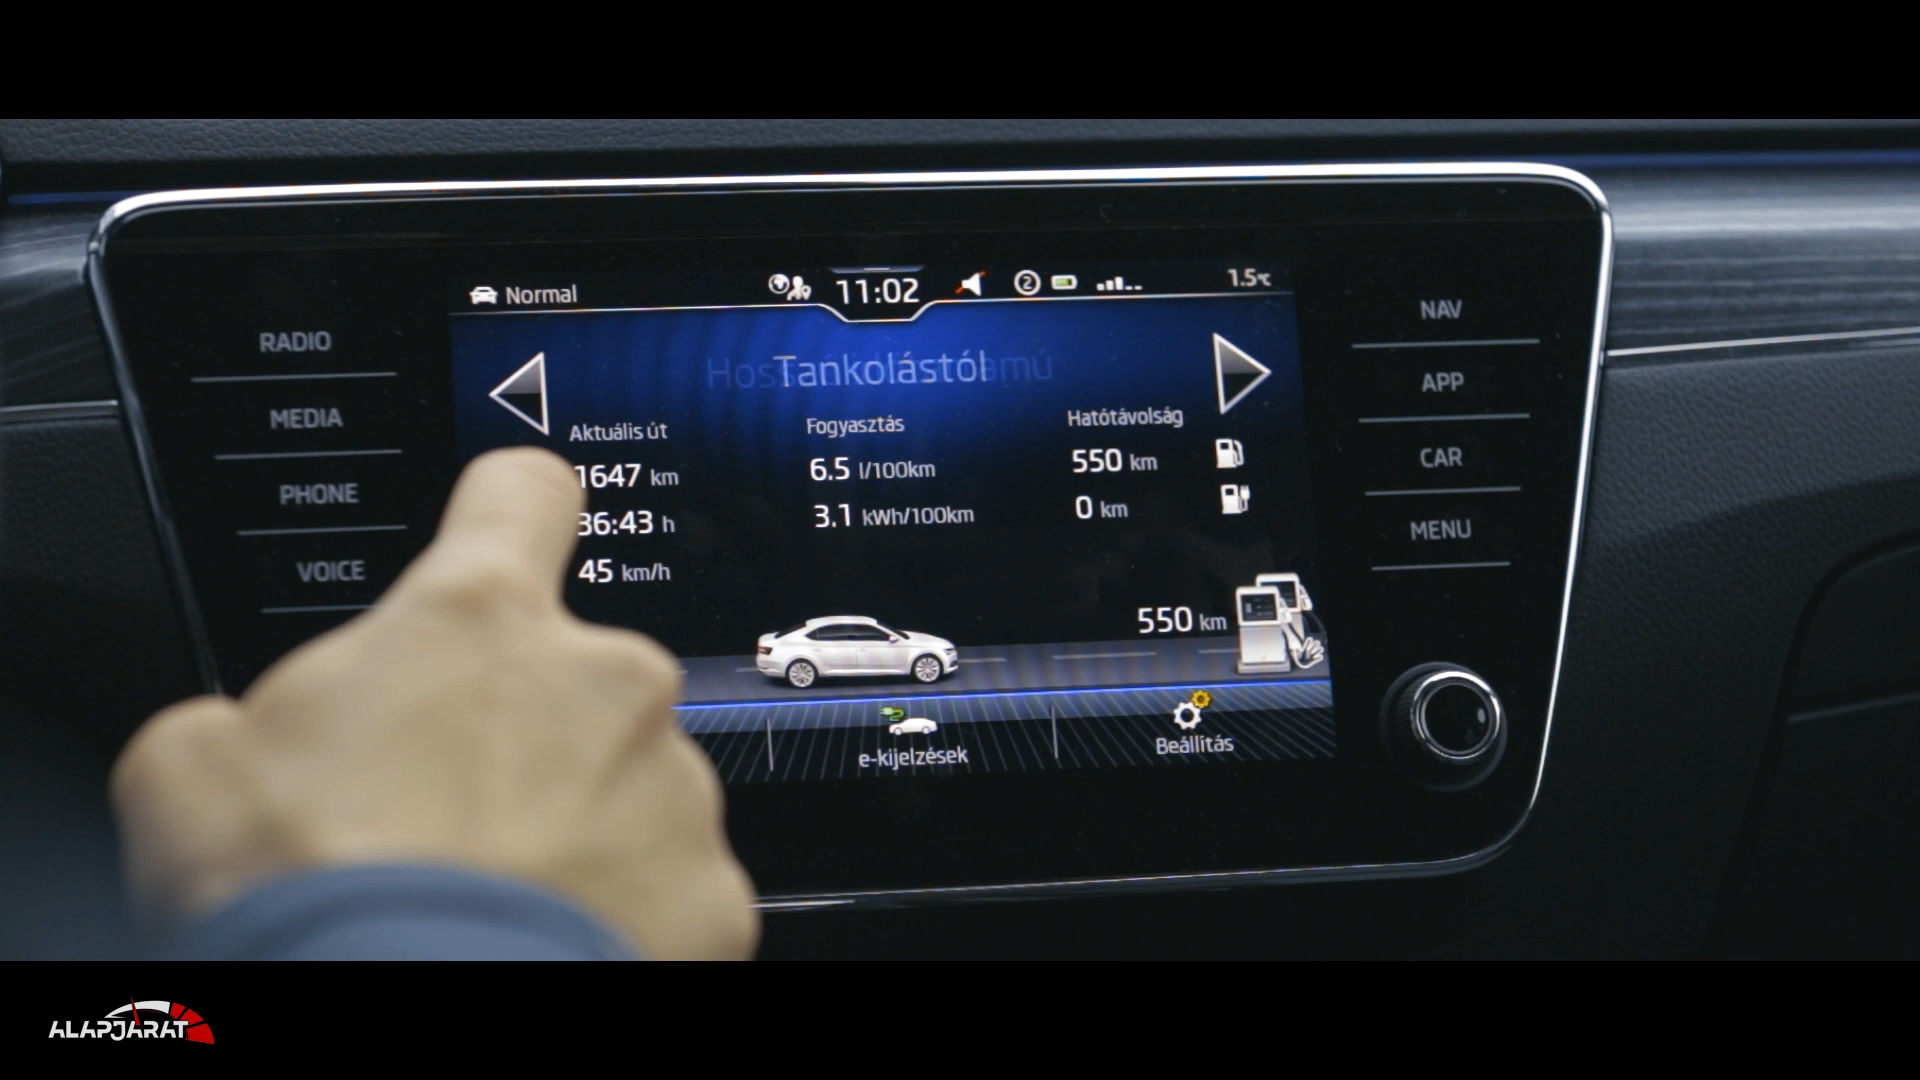 Normal
11:02
2
1.5°C
RADIO
MEDIA
PHONE
VOICE
Tankolástól
Aktuális út
1647 km
36:43 h
45 km/h
Fogyasztás
6.5 l/100km
3.1 kWh/100km
Hatótávolság
550 km
0 km
550 km
e-kijelzések
Beállítás
NAV
APP
CAR
MENU
ALAPJARAT